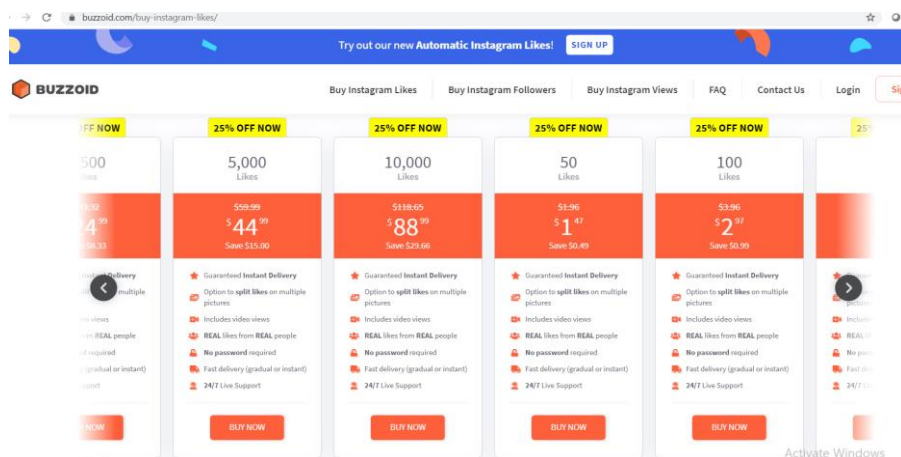 buzzoid.com/buy-instagram-likes/
Try out our new Automatic Instagram Likes! SIGN UP
BUZZOID
Buy Instagram Likes Buy Instagram Followers Buy Instagram Views FAQ Contact Us Login
OFF NOW
500
NOW
25% OFF NOW
5,000
Likes
$59.99
$44.99
Save $15.00
Guaranteed Instant Delivery
Option to split likes on multiple
pictures
Includes video views
REAL likes from REAL people
No password required
Fast delivery (gradual or instant)
24/7 Live Support
BUY NOW
25% OFF NOW
10,000
Likes
$118.65
$88.99
Save $29.66
Guaranteed Instant Delivery
Option to split likes on multiple
pictures
Includes video views
REAL likes from REAL people
No password required
Fast delivery (gradual or instant)
24/7 Live Support
BUY NOW
25% OFF NOW
50
Likes
$1.96
$1.47
Save $0.49
Guaranteed Instant Delivery
Option to split likes on multiple
pictures
Includes video views
REAL likes from REAL people
No password required
Fast delivery (gradual or instant)
24/7 Live Support
BUY NOW
25% OFF NOW
100
Likes
$3.96
$2.97
Save $0.99
Guaranteed Instant Delivery
Option to split likes on multiple
pictures
Includes video views
REAL likes from REAL people
No password required
Fast delivery (gradual or instant)
24/7 Live Support
BUY NOW
Activate Windows